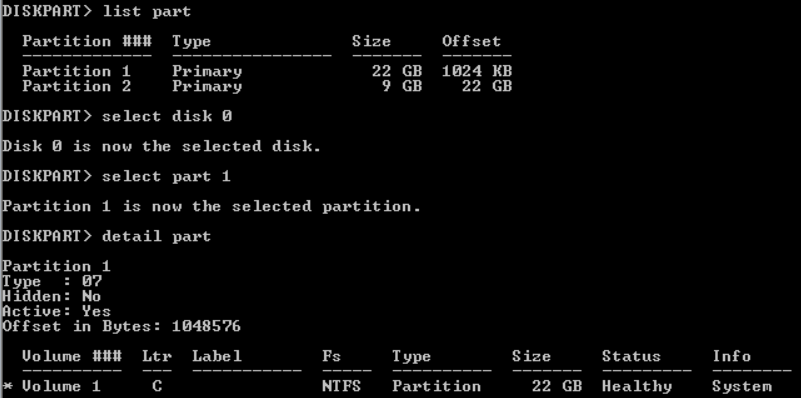 DISKPART> list part
Partition ### Type Size Offset
------------- ---------------- ------- -------
Partition 1 Primary 22 GB 1024 KB
Partition 2 Primary 9 GB 22 GB
DISKPART> select disk 0
Disk 0 is now the selected disk.
DISKPART> select part 1
Partition 1 is now the selected partition.
DISKPART> detail part
Partition 1
Type : 07
Hidden: No
Active: Yes
Offset in Bytes: 1048576
Volume ### Ltr Label Fs Type Size Status Info
---------- --- ----------- ----- ---------- ------- --------- --------
* Volume 1 C NTFS Partition 22 GB Healthy System